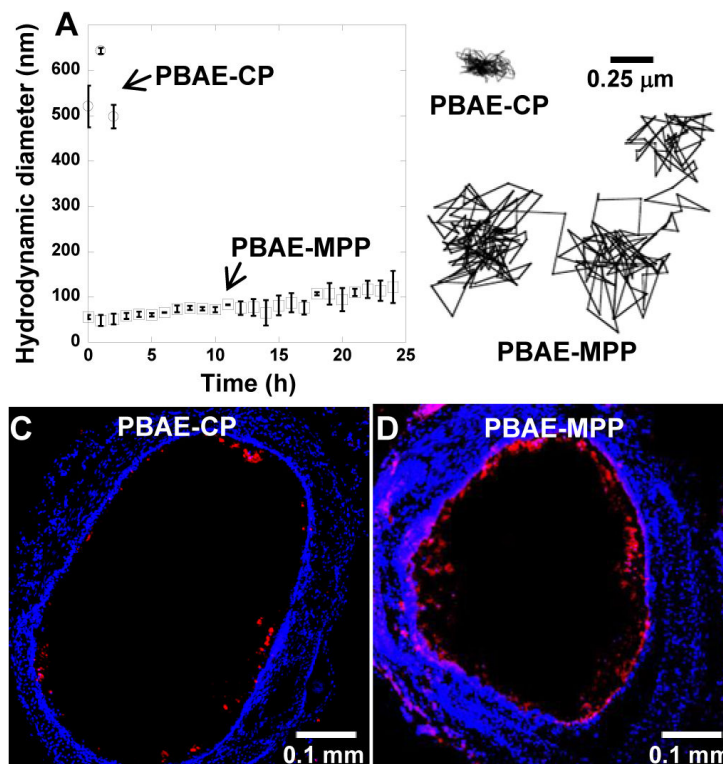 A
Hydrodynamic diameter (nm)
600
500
400
300
200
100
0
PBAE-CP
PBAE-MPP
0 5 10 15 20 25
Time (h)
PBAE-CP
0.25 μm
PBAE-MPP
C
PBAE-CP
0.1 mm
D
PBAE-MPP
0.1 mm